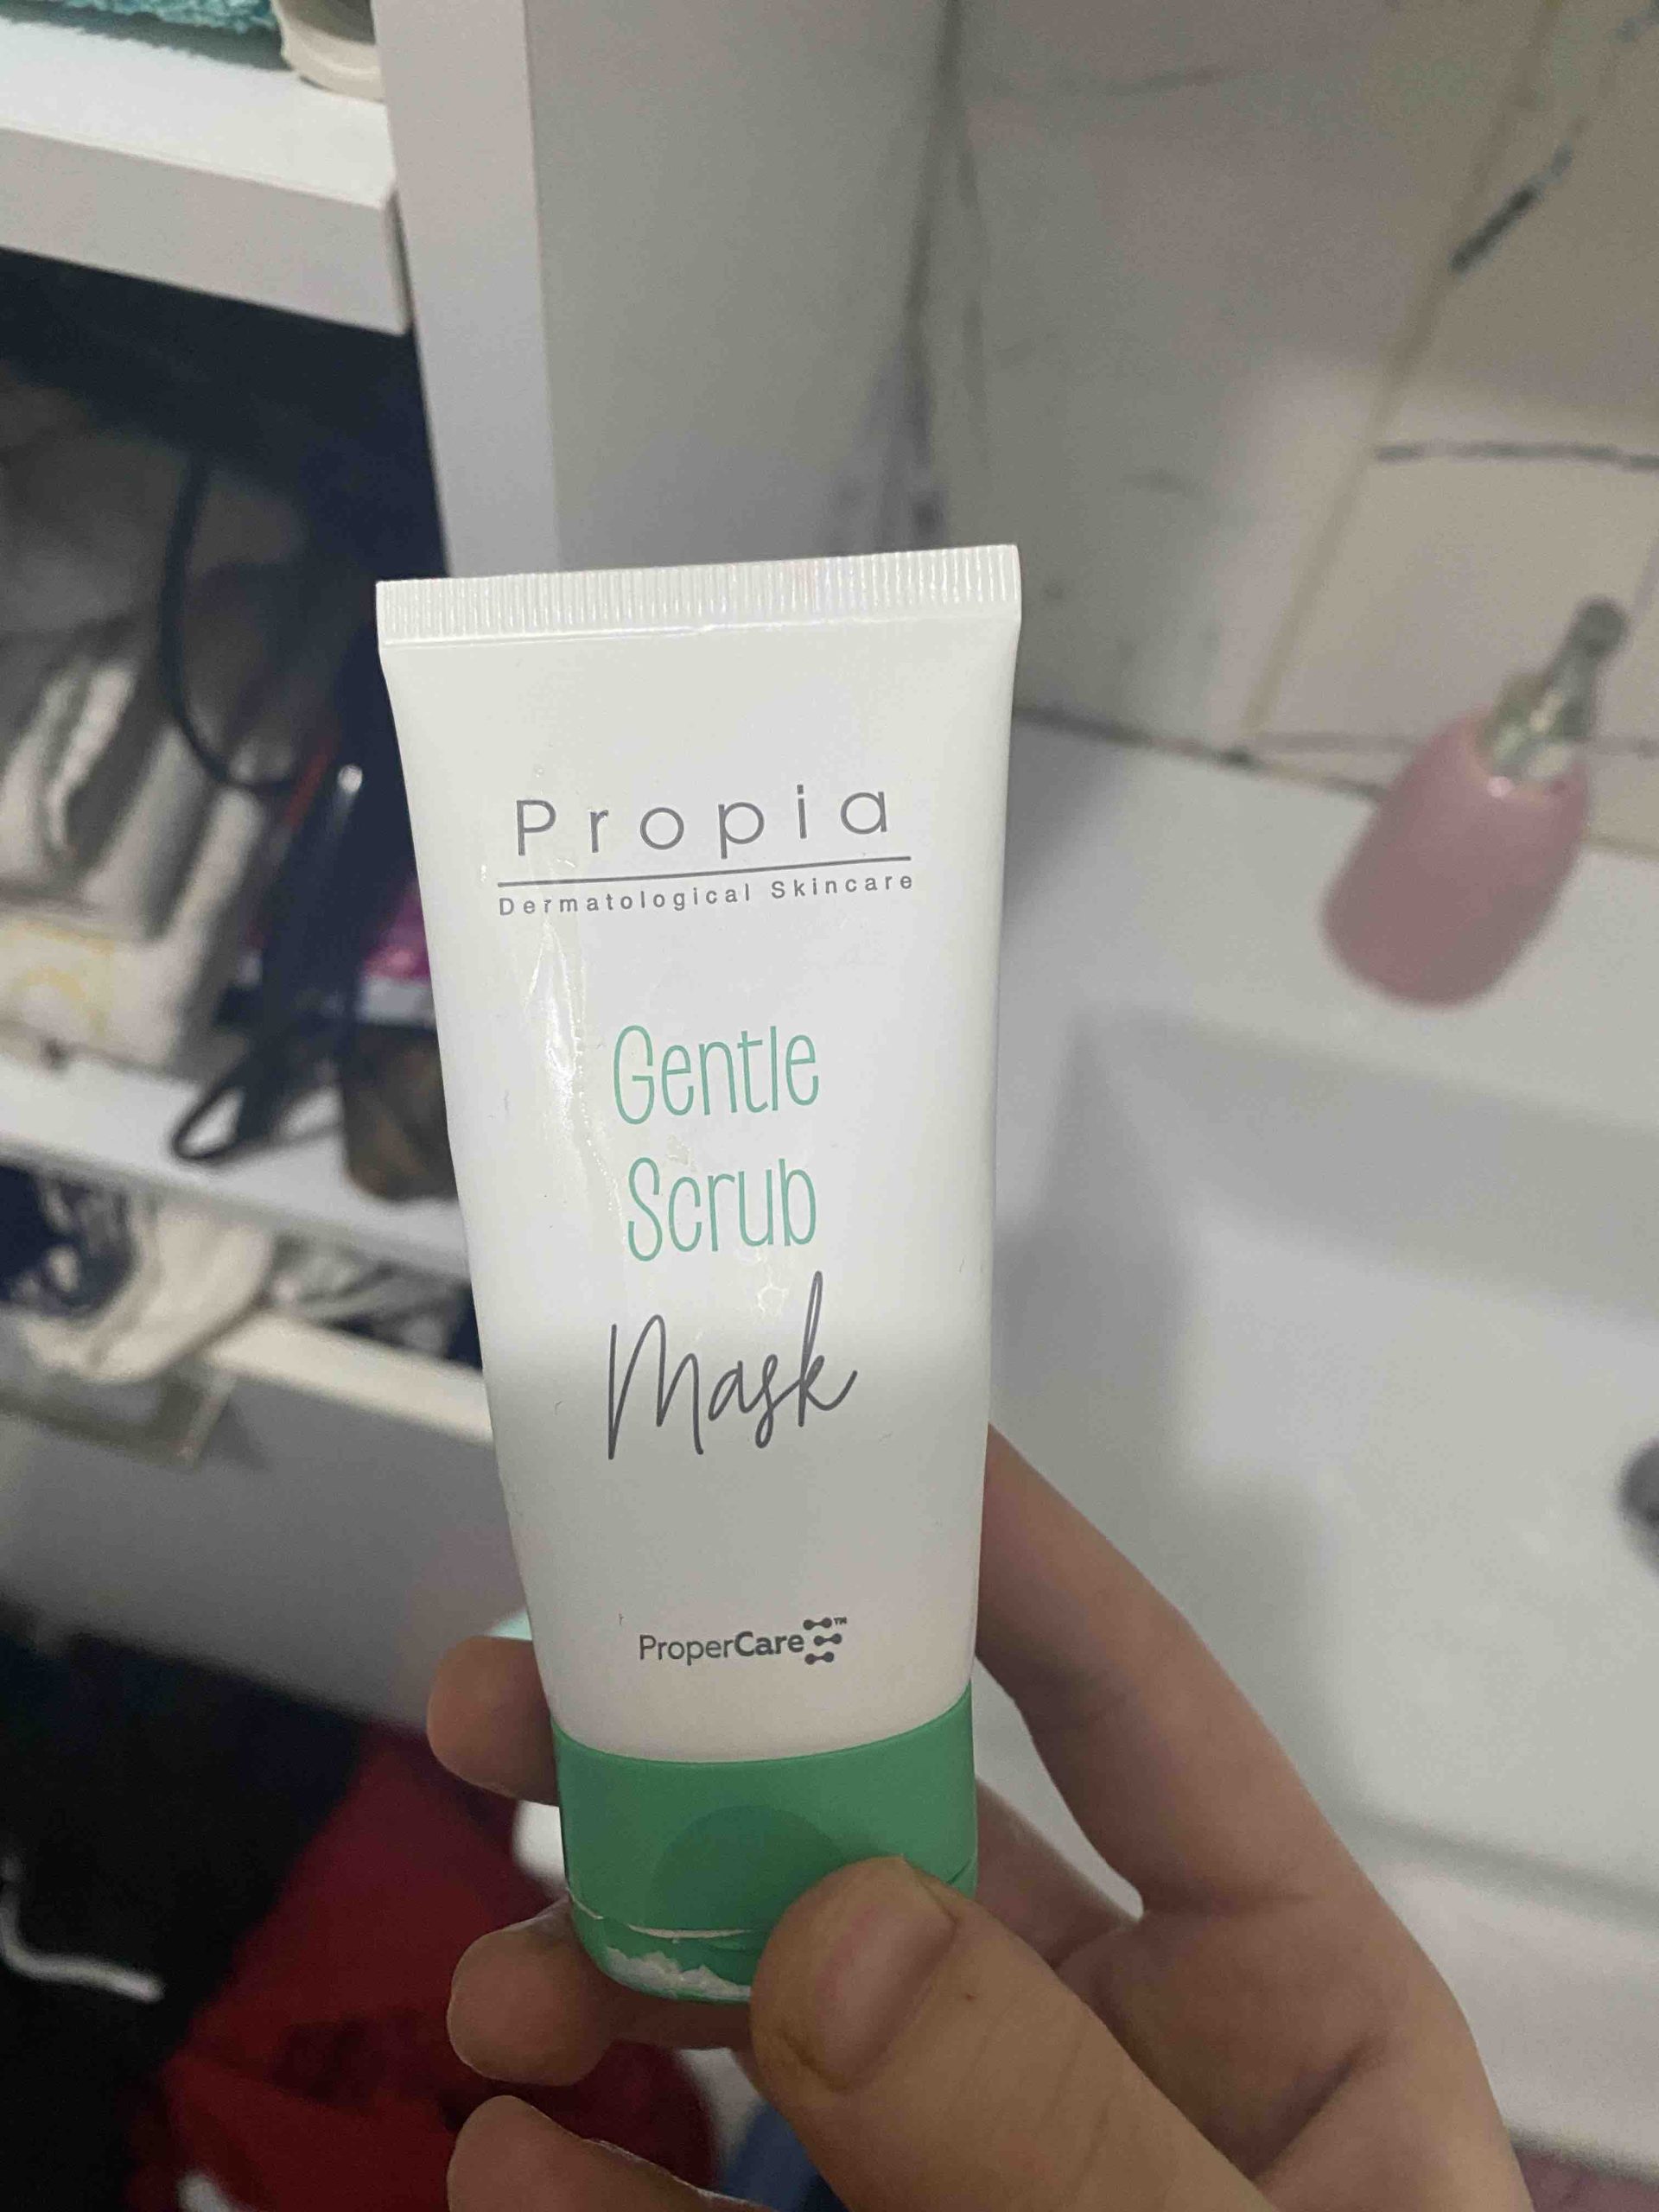 Propia
Dermatological Skincare
Gentle
Scrub
Mask
ProperCare™